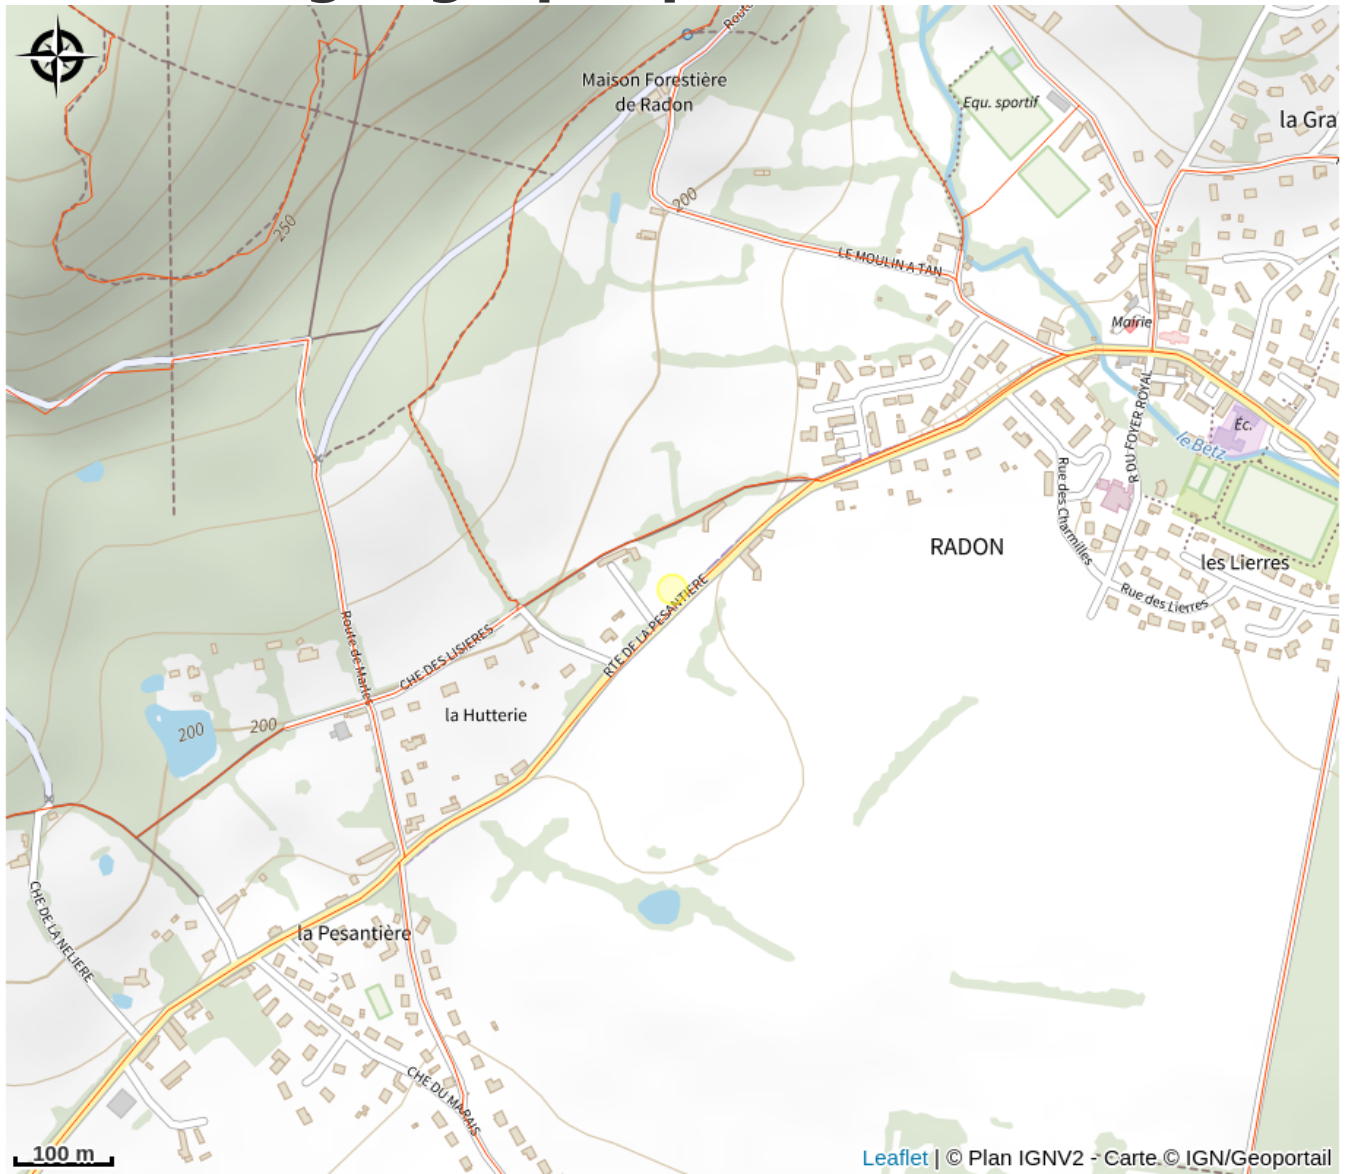 Route
Maison Forestière
de Radon
Equ. sportif
la Gra
200
250
LE MOULIN A TAN
Mairie
R DU FOYER ROYAL
Éc.
le Betz
Rue des Charmilles
RADON
les Lierres
Rue des Lierres
RTE DE LA PESANTIERE
Route de Marle
CHE DES LISIERES
la Hutterie
200
200
CHE DE LA NELIERE
la Pesantière
CHE DU MARAIS
100 m
Leaflet | © Plan IGNV2 - Carte © IGN/Geoportail